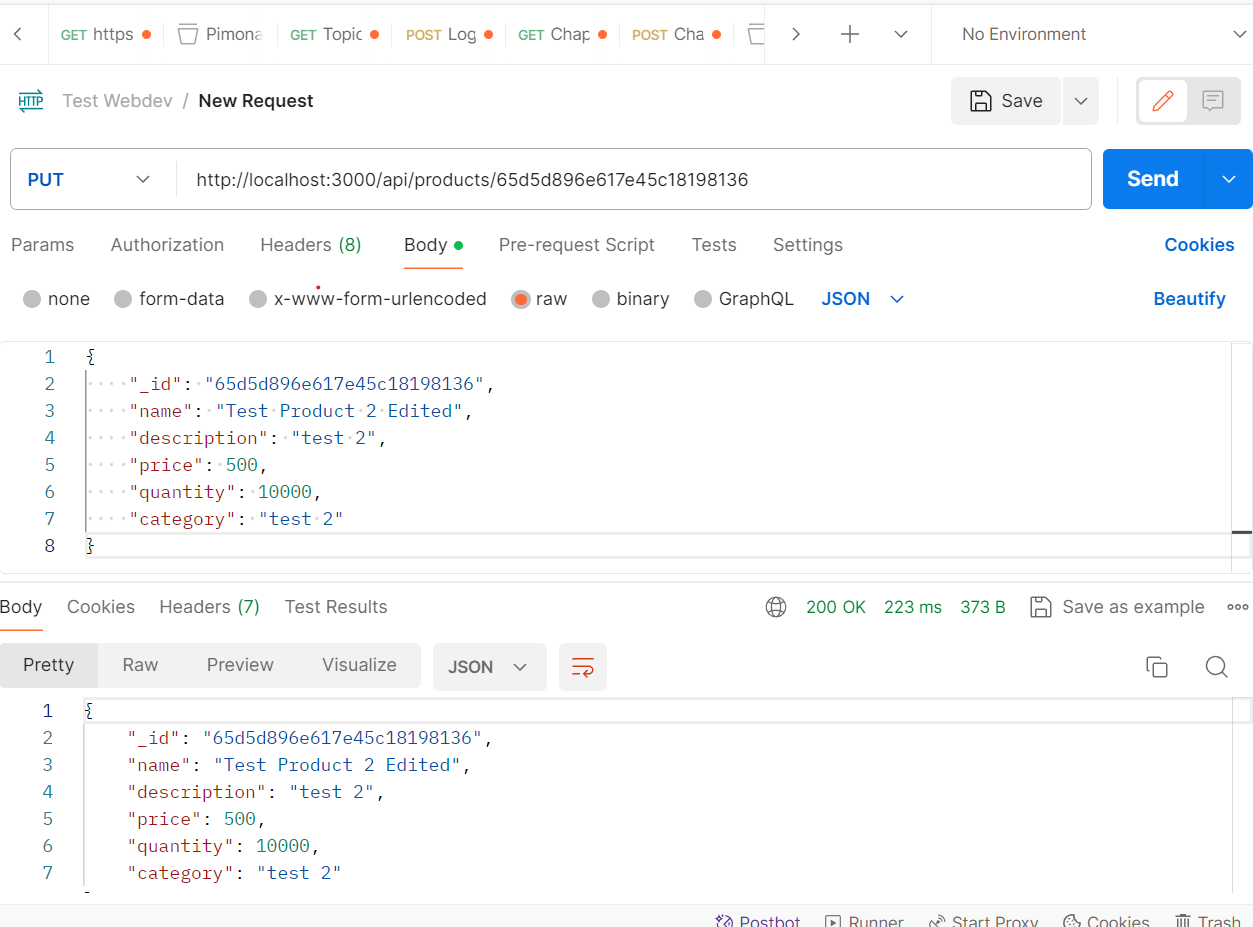 GET https
Pimona
GET Topic
POST Log
GET Chap
POST Cha
No Environment
HTTP Test Webdev / New Request
Save
PUT http://localhost:3000/api/products/65d5d896e617e45c18198136 Send
Params Authorization Headers (8) Body Pre-request Script Tests Settings Cookies
none form-data x-www-form-urlencoded raw binary GraphQL JSON Beautify
1 {
2 "_id": "65d5d896e617e45c18198136",
3 "name": "Test Product 2 Edited",
4 "description": "test 2",
5 "price": 500,
6 "quantity": 10000,
7 "category": "test 2"
8 }
Body Cookies Headers (7) Test Results 200 OK 223 ms 373 B Save as example
Pretty Raw Preview Visualize JSON
1 {
2 "_id": "65d5d896e617e45c18198136",
3 "name": "Test Product 2 Edited",
4 "description": "test 2",
5 "price": 500,
6 "quantity": 10000,
7 "category": "test 2"
Postbot Runner Start Proxy Cookies Trash